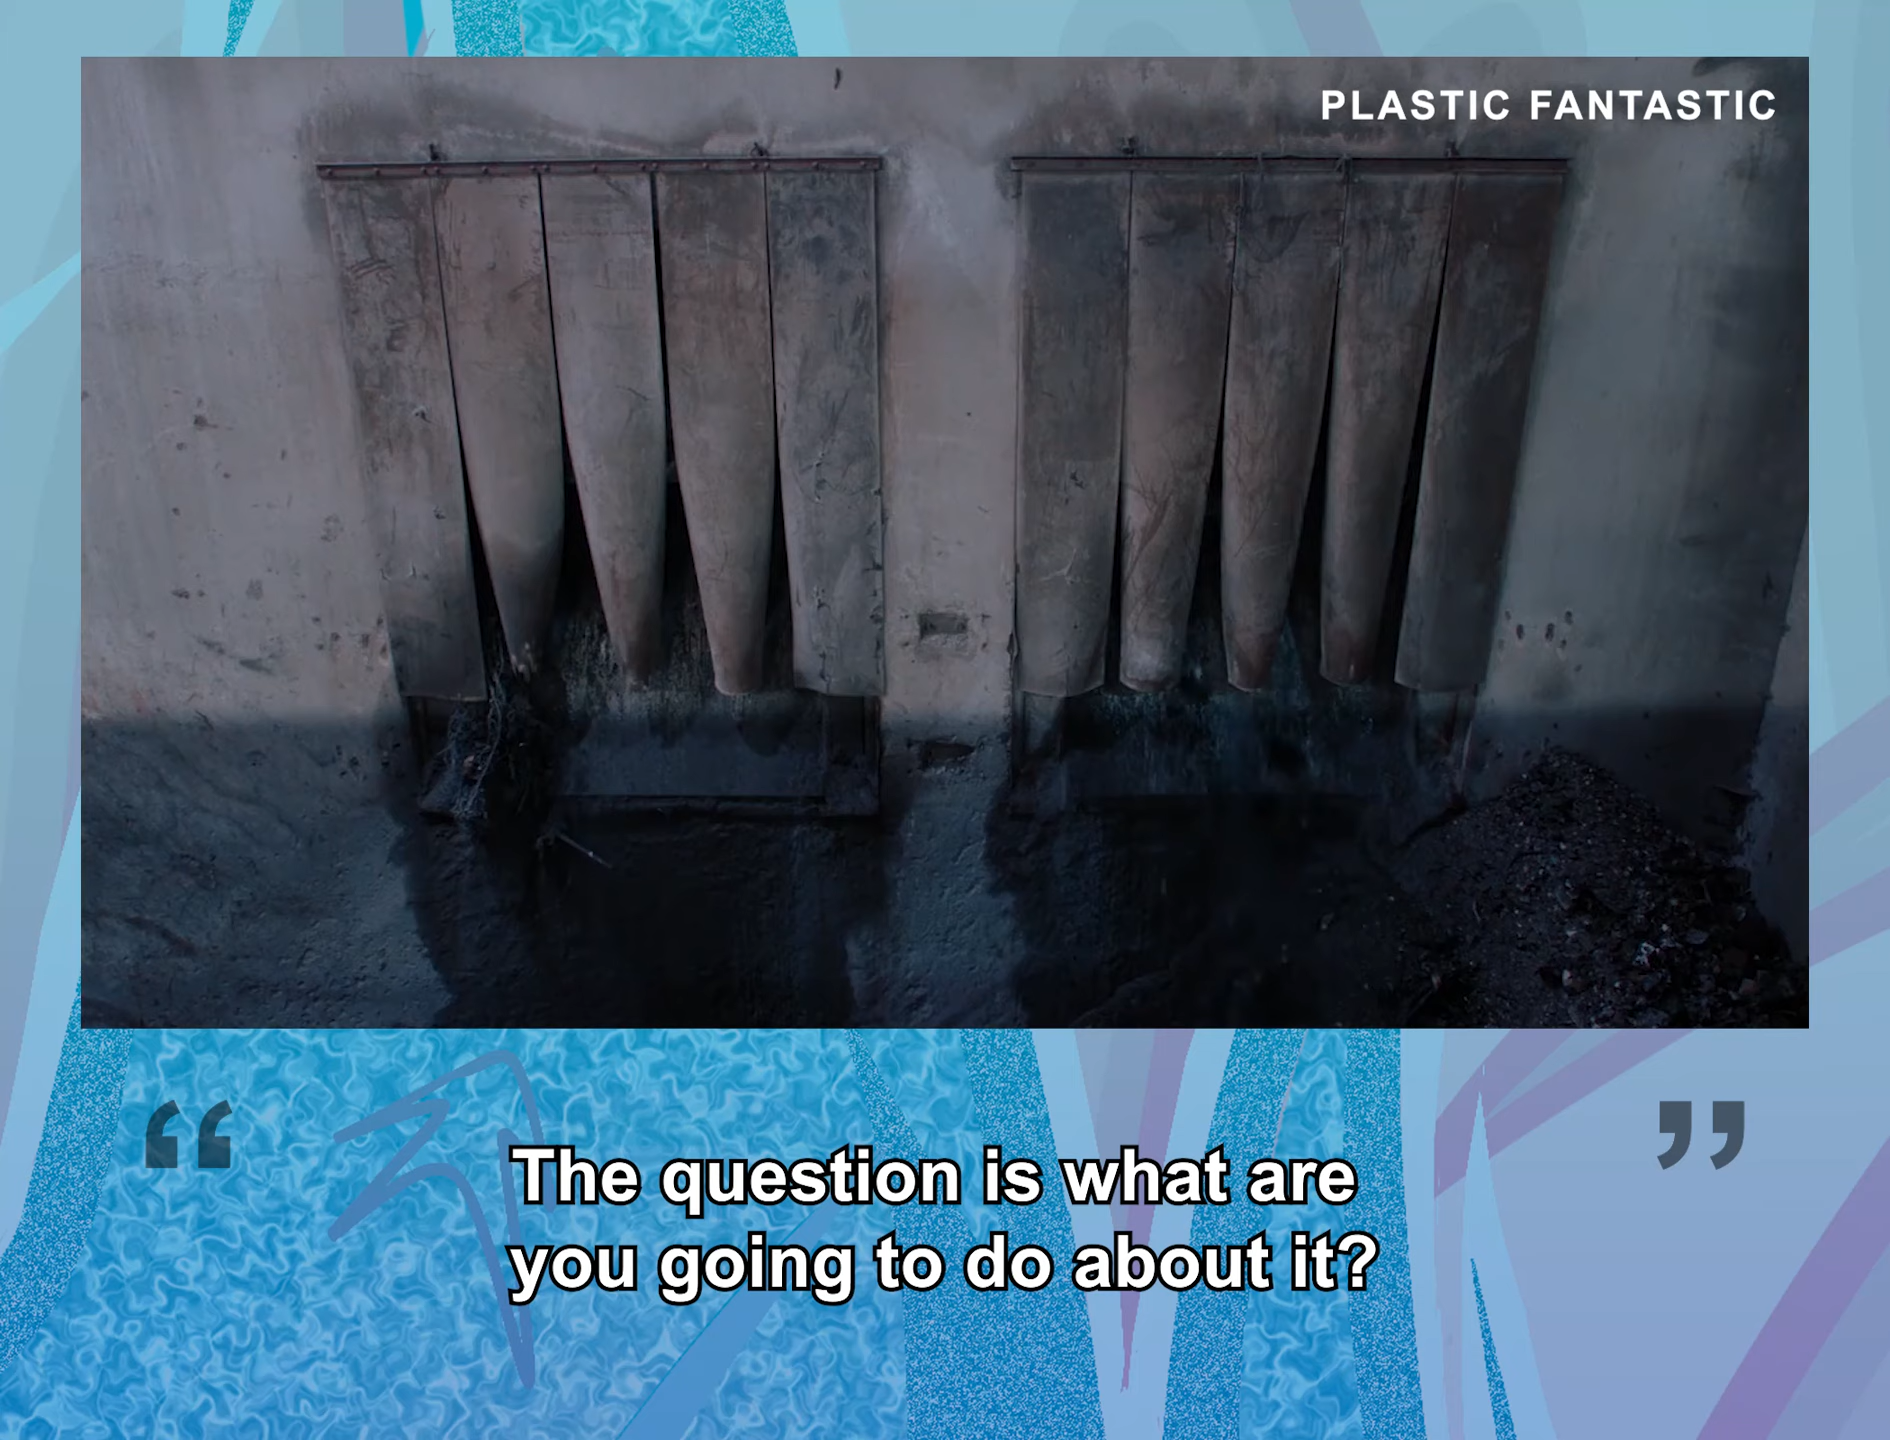 PLASTIC FANTASTIC
“ ”
The question is what are
you going to do about it?